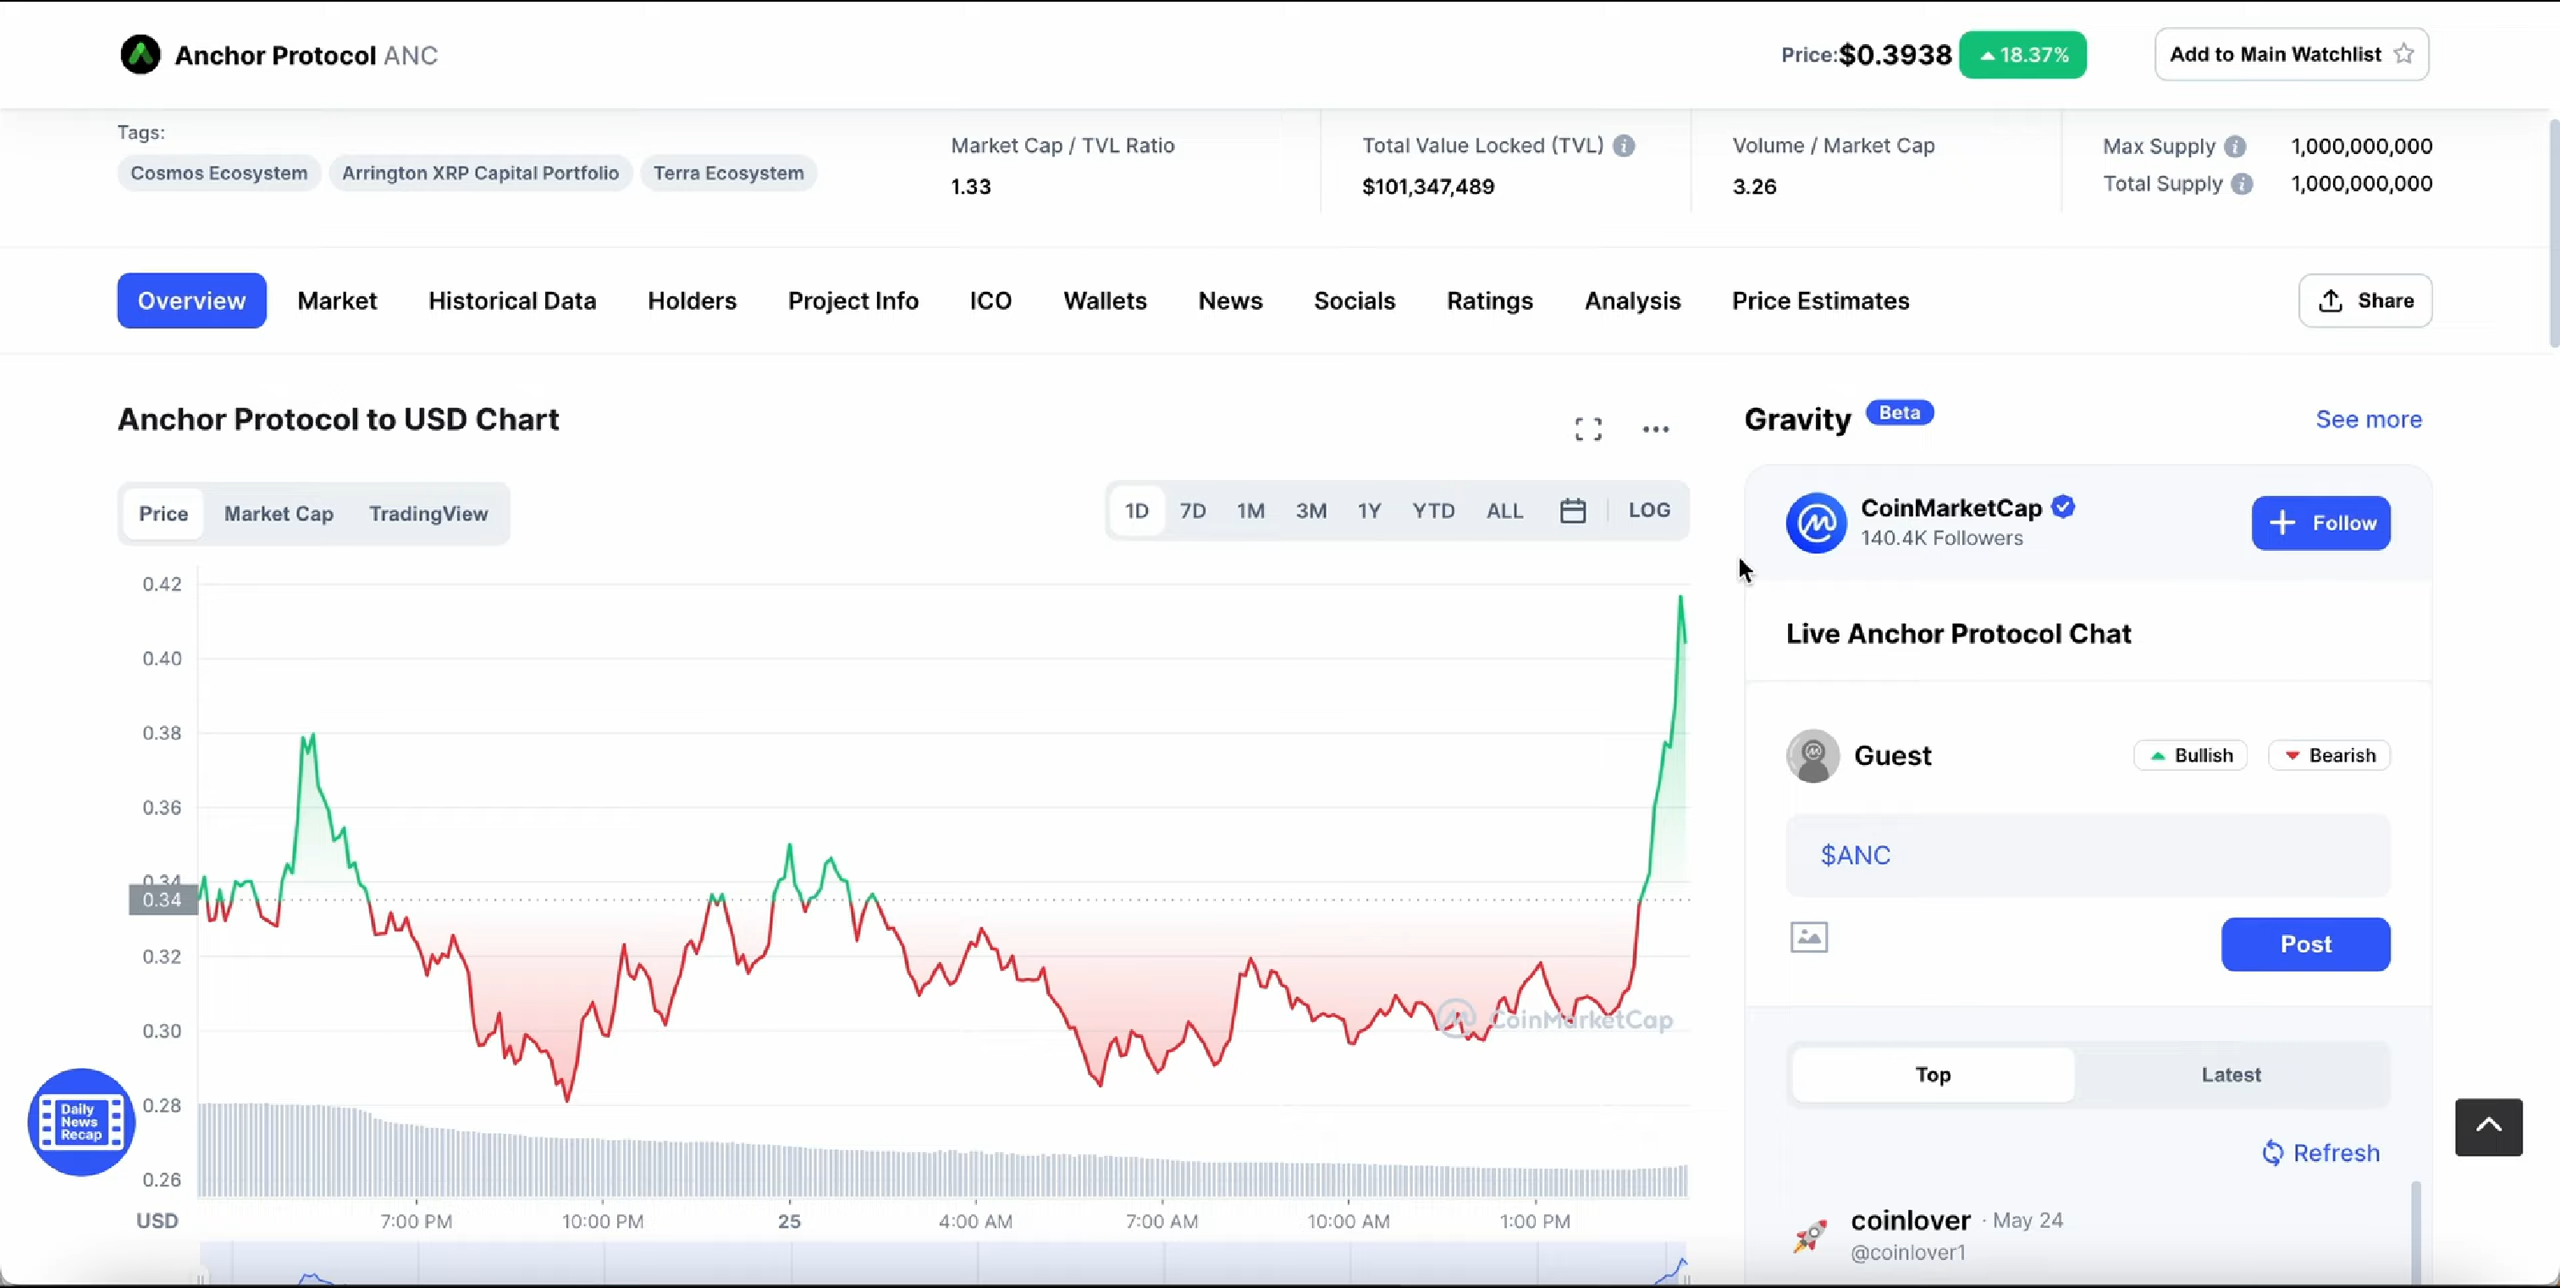 Anchor Protocol ANC
Price: $0.3938 18.37%
Add to Main Watchlist
Tags:
Cosmos Ecosystem
Arrington XRP Capital Portfolio
Terra Ecosystem
Market Cap / TVL Ratio
1.33
Total Value Locked (TVL)
$101,347,489
Volume / Market Cap
3.26
Max Supply 1,000,000,000
Total Supply 1,000,000,000
Overview
Market
Historical Data
Holders
Project Info
ICO
Wallets
News
Socials
Ratings
Analysis
Price Estimates
Share
Anchor Protocol to USD Chart
Price
Market Cap
TradingView
1D
7D
1M
3M
1Y
YTD
ALL
LOG
0.42
0.40
0.38
0.36
0.34
0.34
0.32
0.30
0.28
0.26
USD
7:00 PM
10:00 PM
25
4:00 AM
7:00 AM
10:00 AM
1:00 PM
CoinMarketCap
Daily
News
Recap
Gravity Beta
See more
CoinMarketCap
140.4K Followers
Follow
Live Anchor Protocol Chat
Guest
Bullish
Bearish
$ANC
Post
Top
Latest
Refresh
coinlover · May 24
@coinlover1